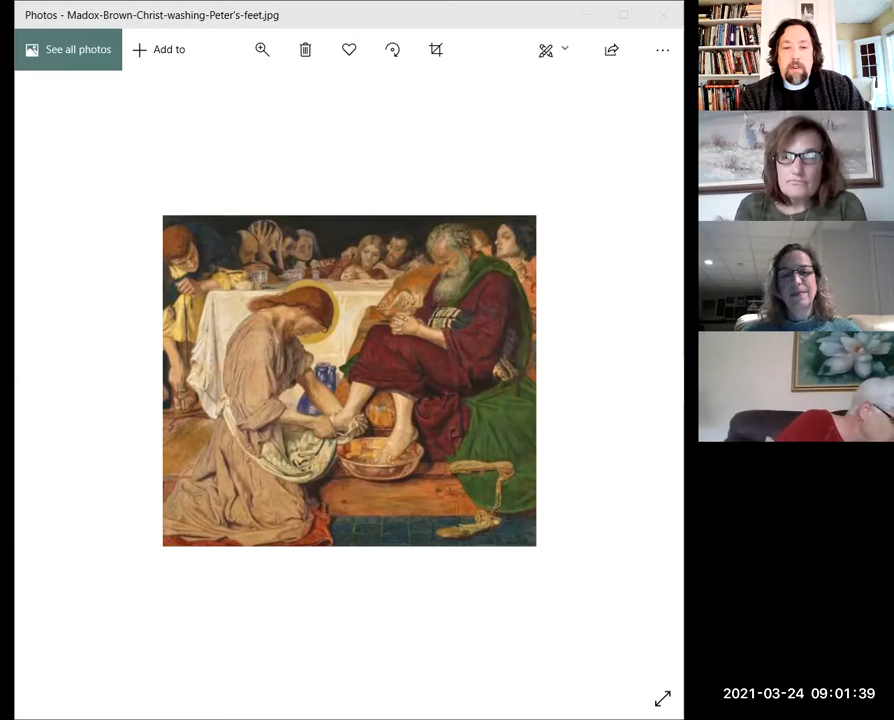 Photos - Madox-Brown-Christ-washing-Peter's-feet.jpg
See all photos
Add to
2021-03-24 09:01:39